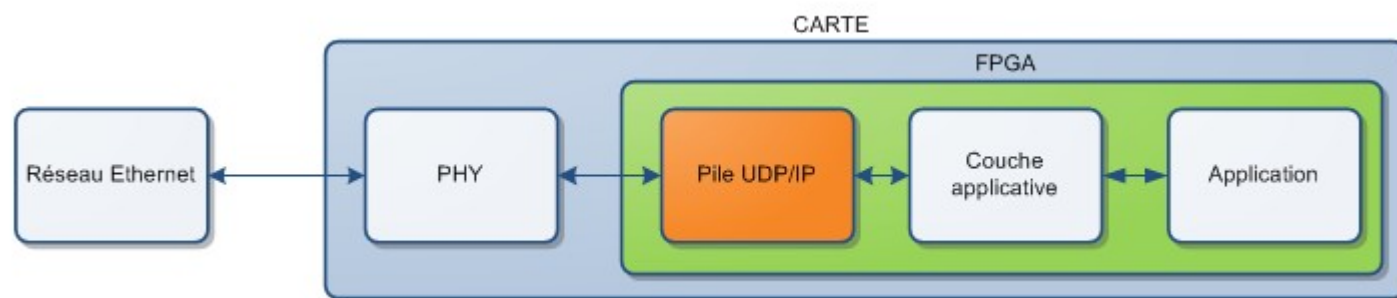 CARTE
FPGA
Réseau Ethernet
PHY
Pile UDP/IP
Couche
applicative
Application